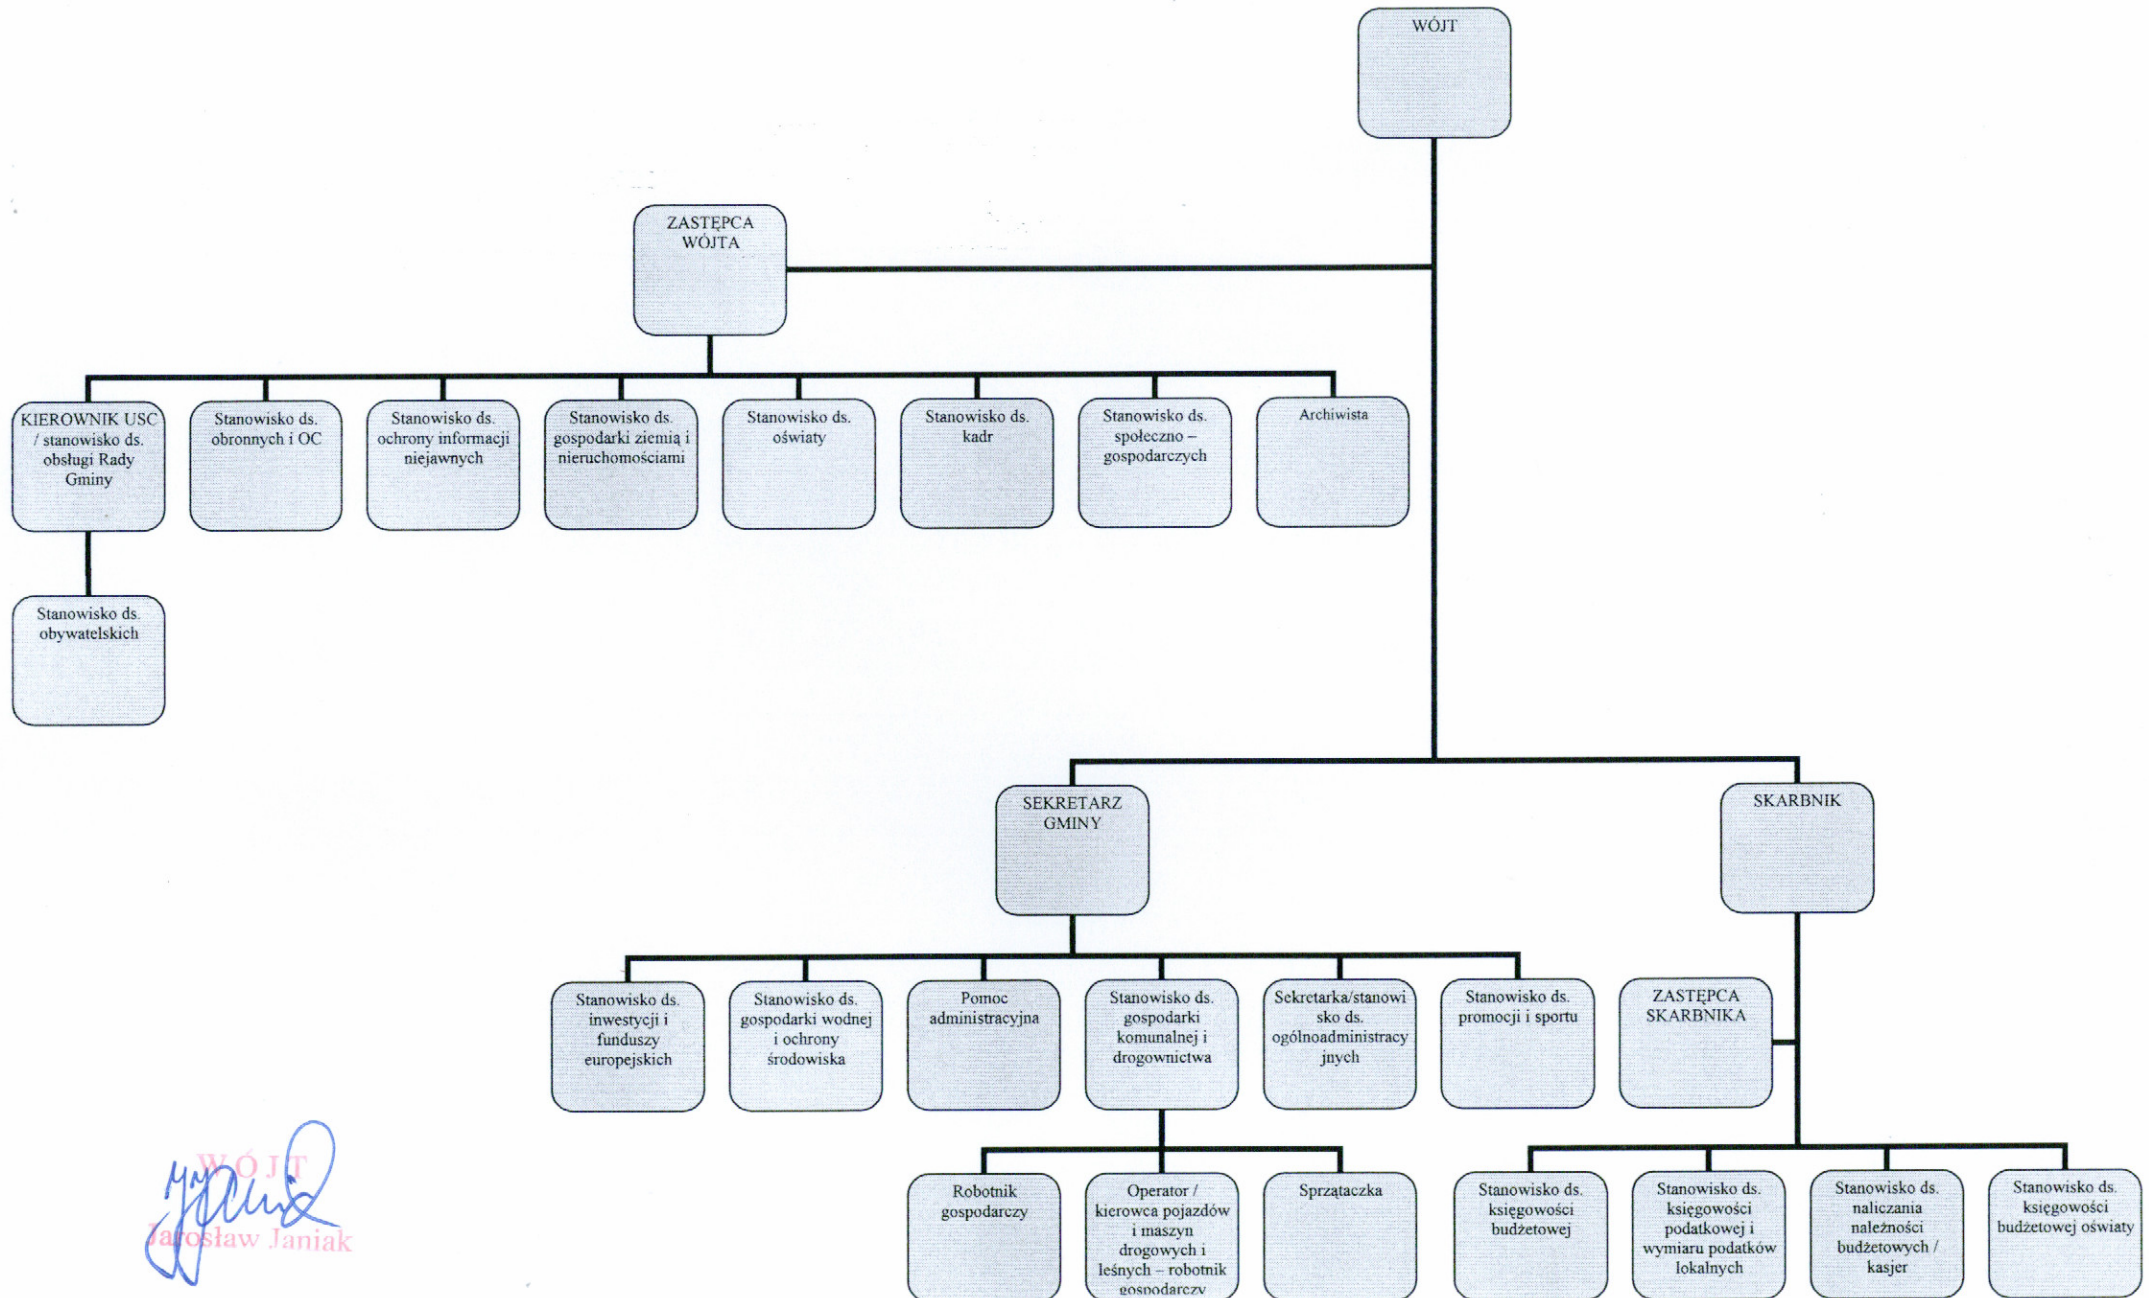 WÓJT
ZASTĘPCA
WÓJTA
KIEROWNIK USC
/ stanowisko ds.
obsługi Rady
Gminy
Stanowisko ds.
obronnych i OC
Stanowisko ds.
ochrony informacji
niejawnych
Stanowisko ds.
gospodarki ziemią i
nieruchomościami
Stanowisko ds.
oświaty
Stanowisko ds.
kadr
Stanowisko ds.
społeczno –
gospodarczych
Archiwista
Stanowisko ds.
obywatelskich
SEKRETARZ
GMINY
SKARBNIK
Stanowisko ds.
inwestycji i
funduszy
europejskich
Stanowisko ds.
gospodarki wodnej
i ochrony
środowiska
Pomoc
administracyjna
Stanowisko ds.
gospodarki
komunalnej i
drogownictwa
Sekretarka/stanowi
sko ds.
ogólnoadministracy
jnych
Stanowisko ds.
promocji i sportu
ZASTĘPCA
SKARBNIKA
Robotnik
gospodarczy
Operator /
kierowca pojazdów
i maszyn
drogowych i
leśnych – robotnik
gospodarczy
Sprzątaczka
Stanowisko ds.
księgowości
budżetowej
Stanowisko ds.
księgowości
podatkowej i
wymiaru podatków
lokalnych
Stanowisko ds.
naliczania
należności
budżetowych /
kasjer
Stanowisko ds.
księgowości
budżetowej oświaty
WÓJT
Jarosław Janiak